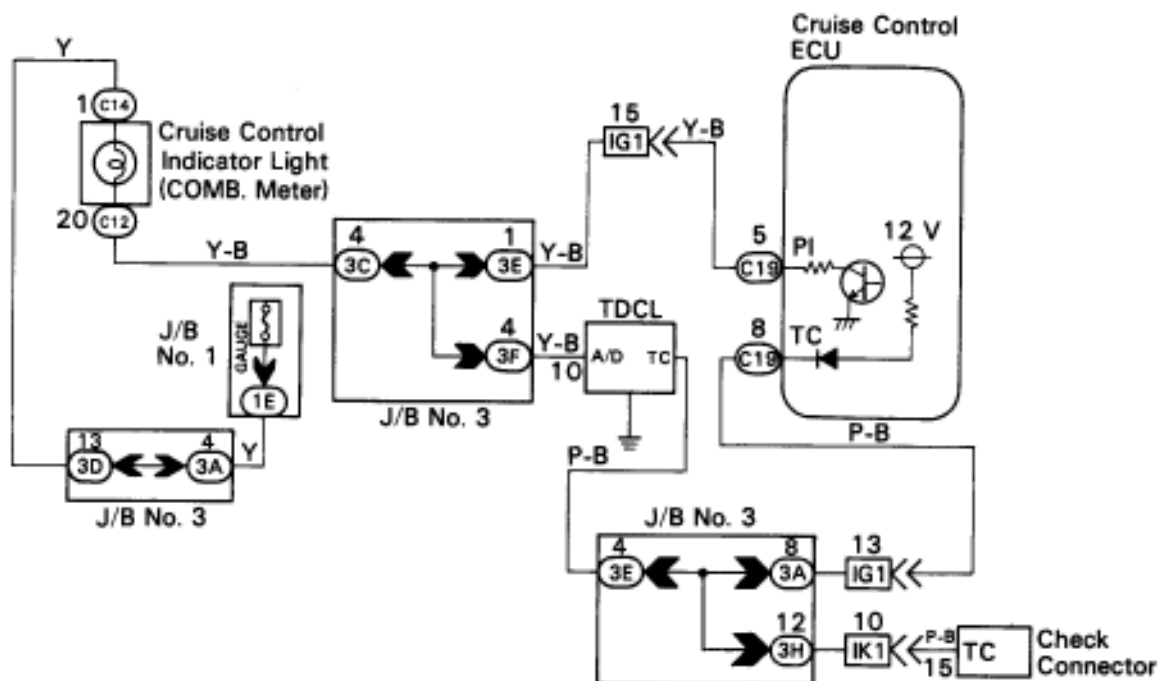 Cruise Control
ECU
Y
1
C14
Cruise Control
Indicator Light
(COMB. Meter)
20
C12
15
IG1
Y-B
Y-B
4
3C
1
3E
Y-B
5
C19
PI
12 V
TDCL
4
3F
Y-B
10
A/D
TC
8
C19
TC
J/B
No. 1
GAUGE
1E
J/B No. 3
P-B
13
3D
4
3A
Y
P-B
J/B No. 3
J/B No. 3
4
3E
8
3A
13
IG1
12
3H
10
IK1
P-B
15
TC
Check
Connector